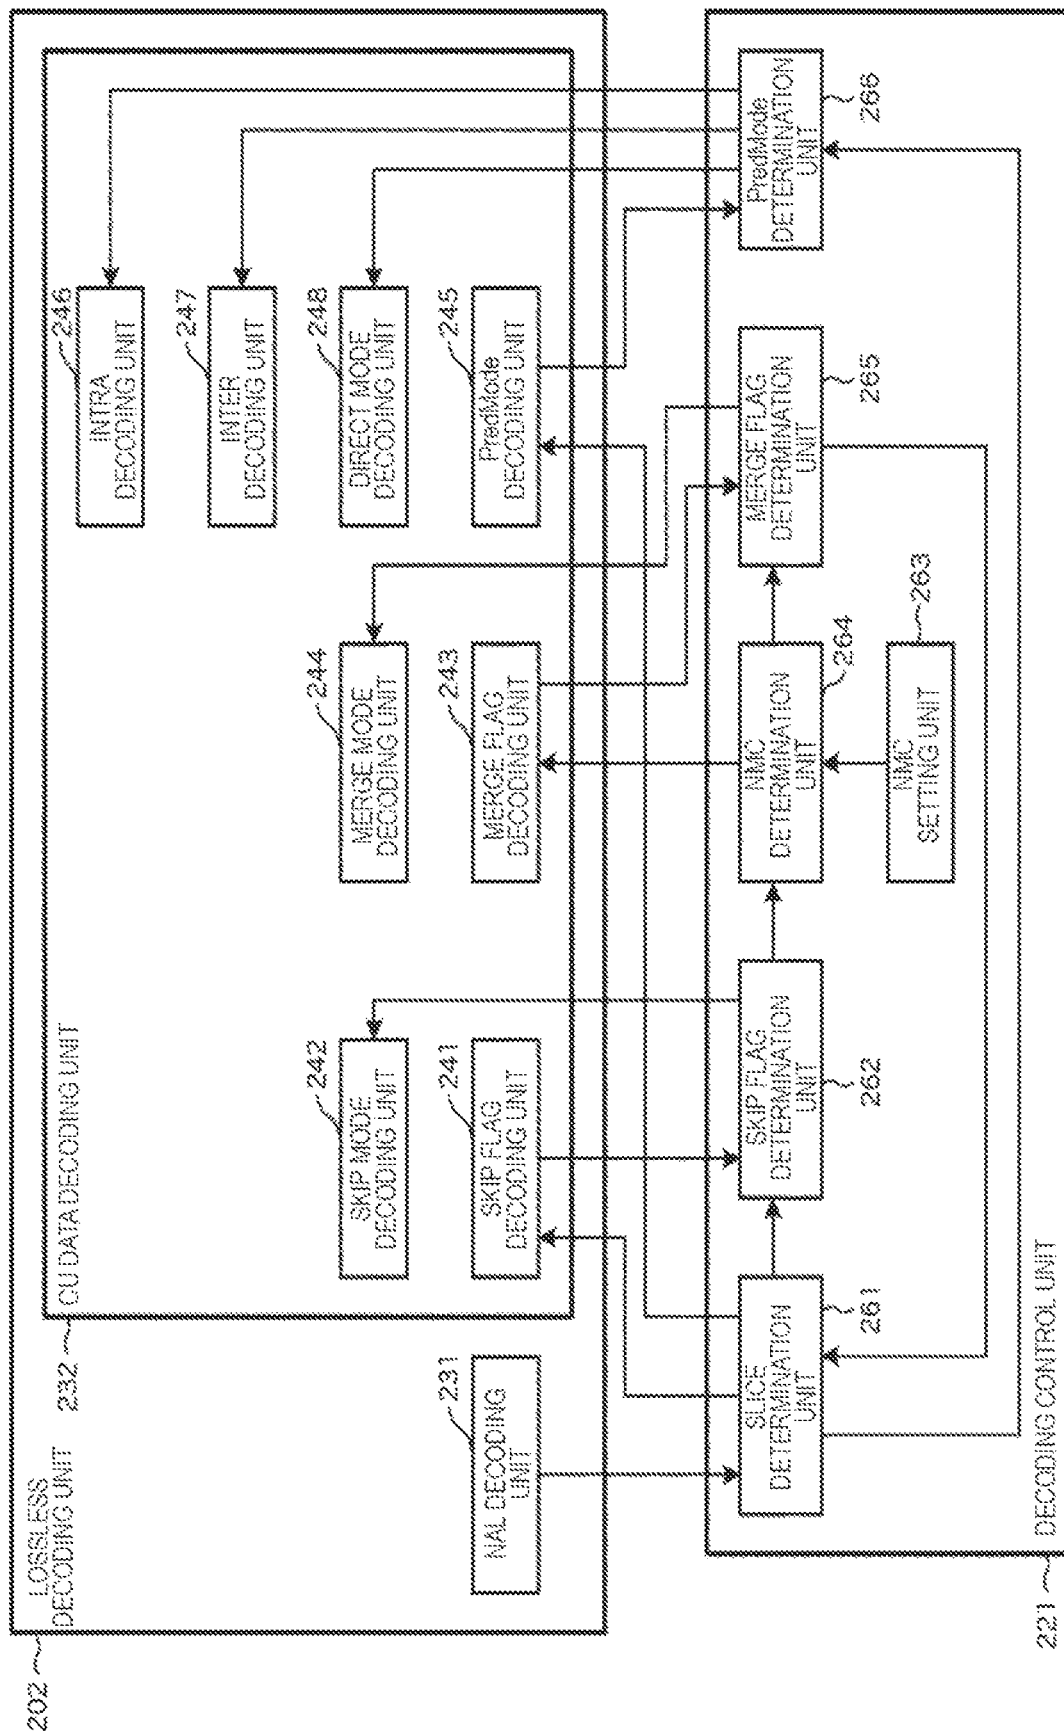 202
LOSSLESS
DECODING UNIT
232
CU DATA DECODING UNIT
231
NAL DECODING
UNIT
242
SKIP MODE
DECODING UNIT
241
SKIP FLAG
DECODING UNIT
244
MERGE MODE
DECODING UNIT
243
MERGE FLAG
DECODING UNIT
246
INTRA
DECODING UNIT
247
INTER
DECODING UNIT
248
DIRECT MODE
DECODING UNIT
245
PredMode
DECODING UNIT
SLICE
DETERMINATION
UNIT
261
SKIP FLAG
DETERMINATION
UNIT
262
NMC
DETERMINATION
UNIT
264
NMC
SETTING UNIT
263
MERGE FLAG
DETERMINATION
UNIT
265
PredMode
DETERMINATION
UNIT
266
221
DECODING CONTROL UNIT